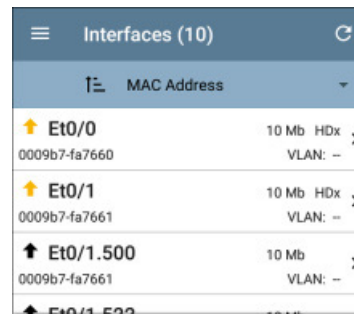 Interfaces (10)
MAC Address
Et0/0 10 Mb HDx
0009b7-fa7660 VLAN: --
Et0/1 10 Mb HDx
0009b7-fa7661 VLAN: --
Et0/1.500 10 Mb
0009b7-fa7661 VLAN: --